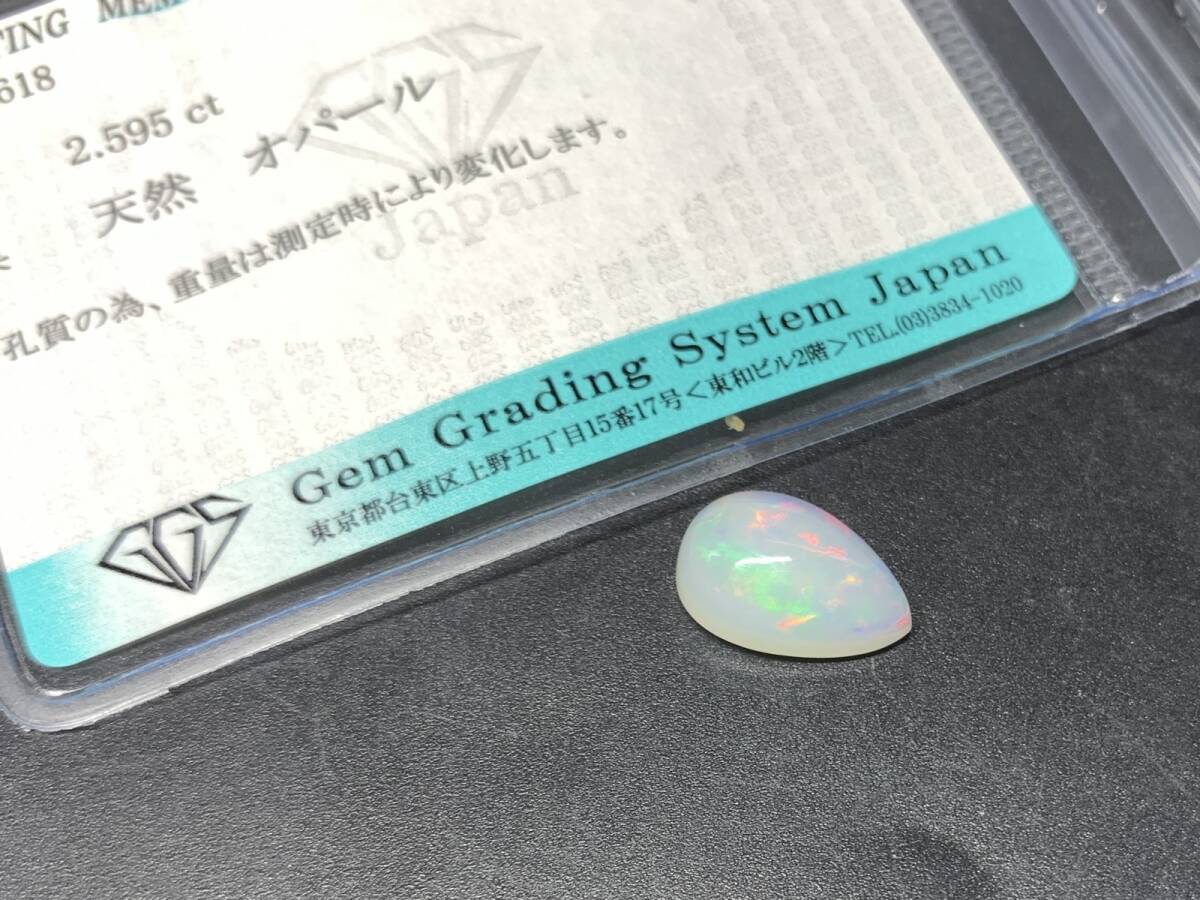 TING MEM
618
2.595 ct
天然 オパール
孔質の為、重量は測定時により変化します。
Japan
Gem Grading System Japan
東京都台東区上野五丁目15番17号<東和ビル2階>TEL.(03)3834-1020
GGS